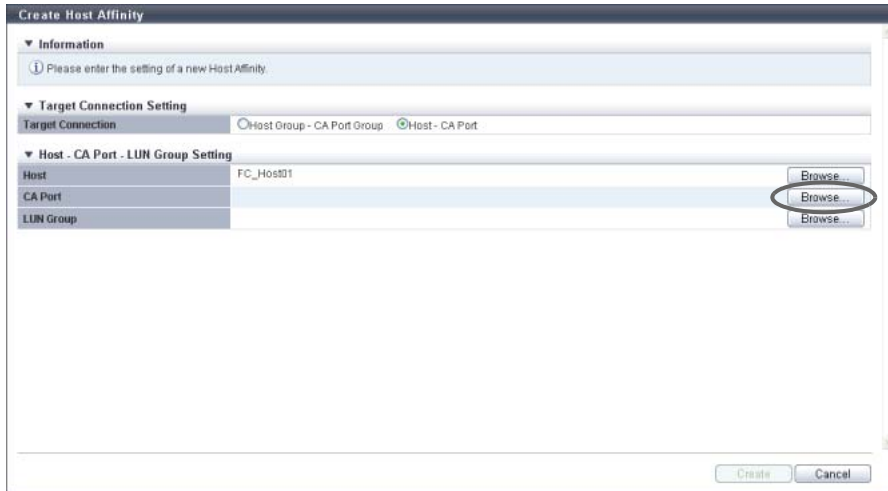 Create Host Affinity
Information
Please enter the setting of a new Host Affinity.
Target Connection Setting
Target Connection Host Group - CA Port Group Host - CA Port
Host - CA Port - LUN Group Setting
Host FC_Host01 Browse...
CA Port Browse...
LUN Group Browse...
Create Cancel